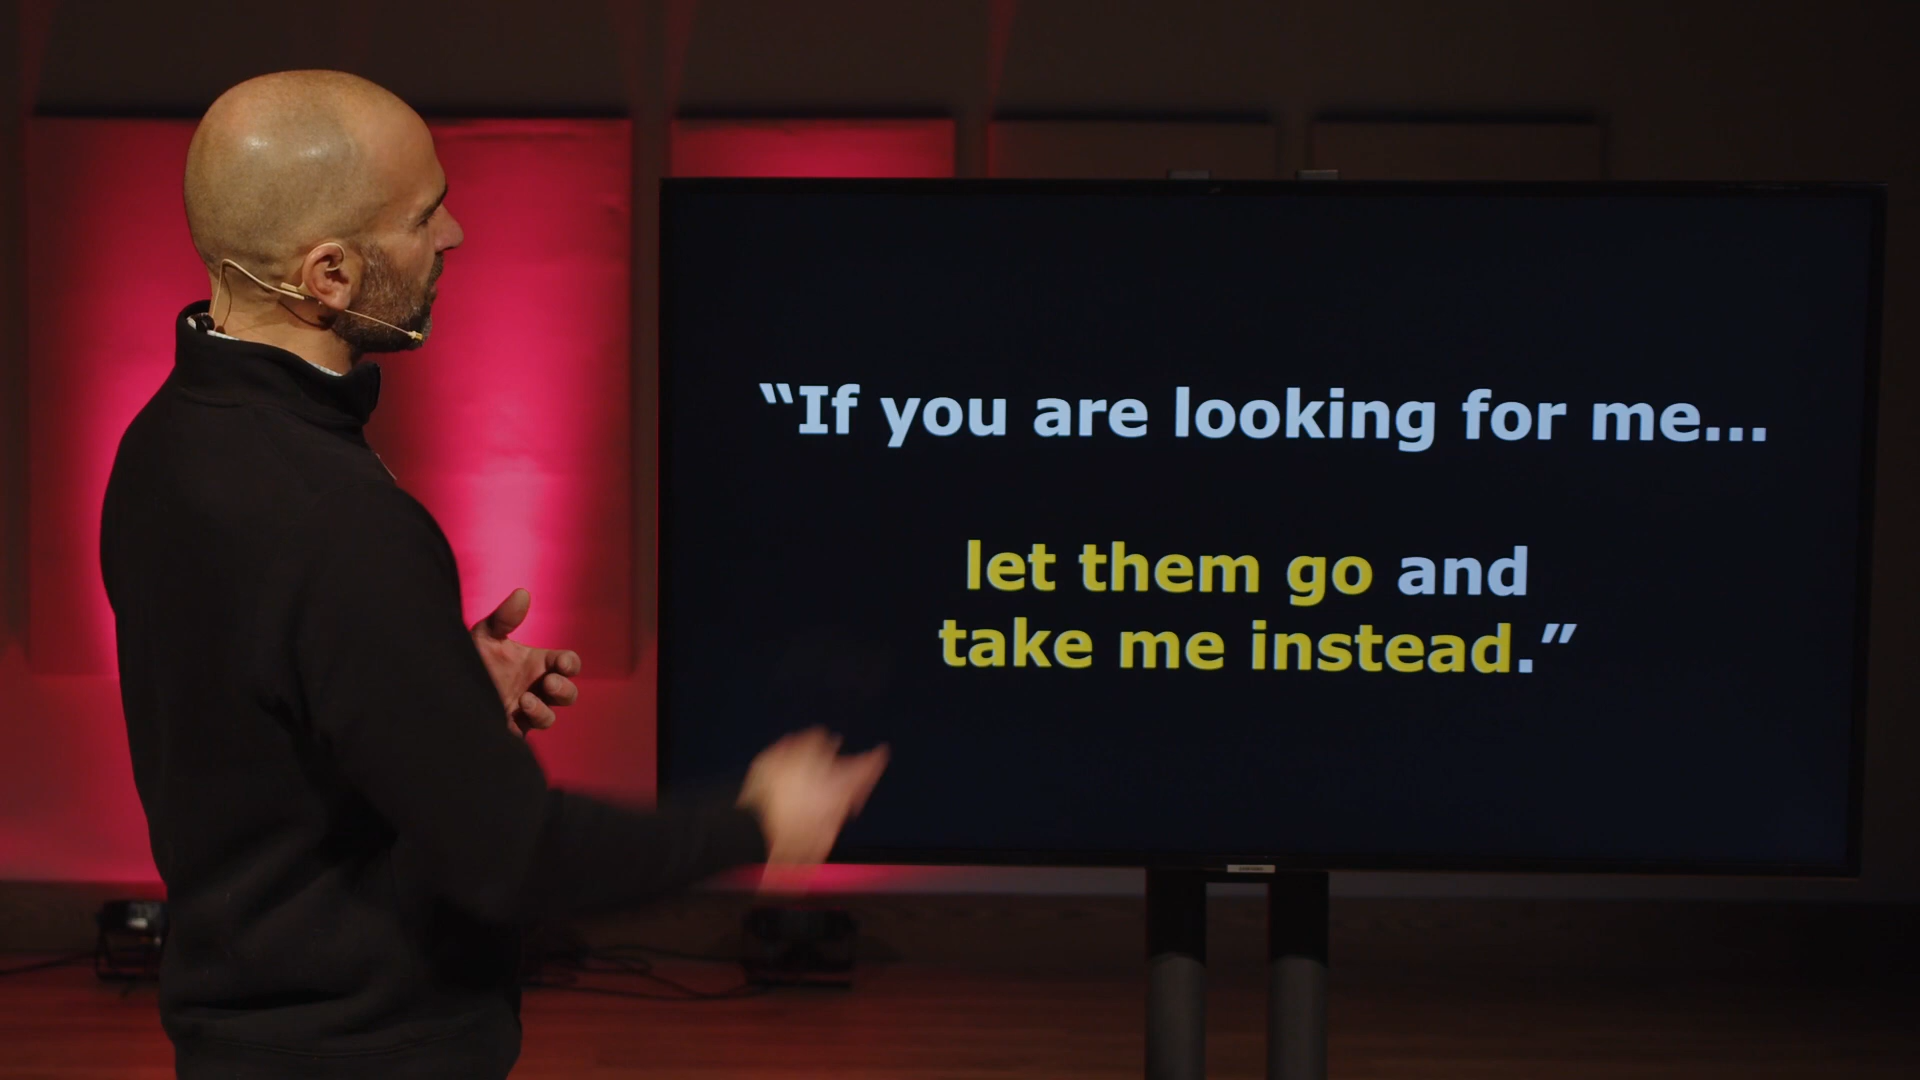 “If you are looking for me...
let them go and
take me instead.”